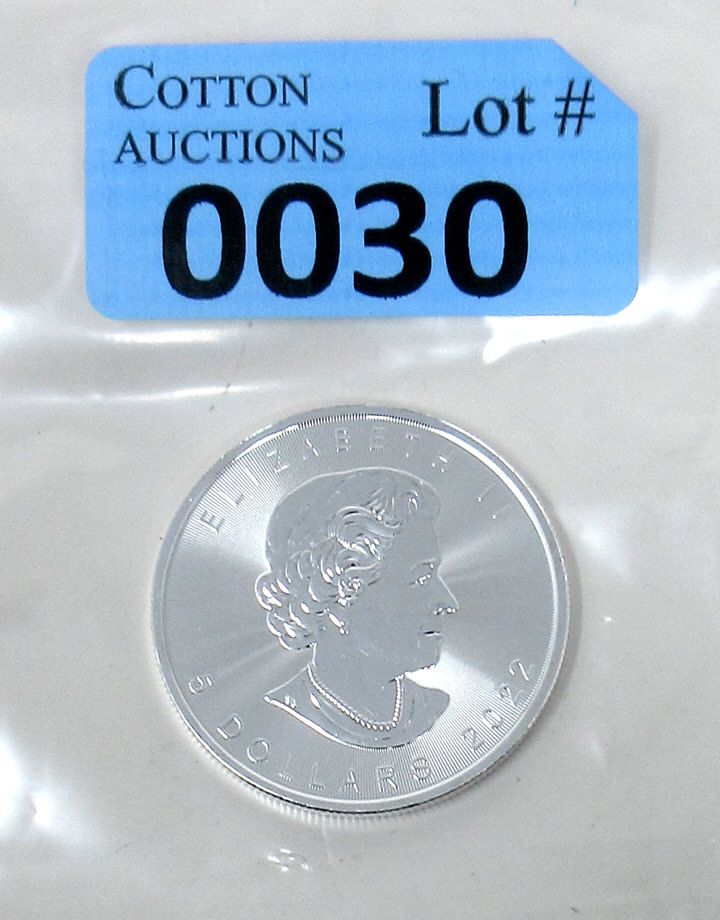 COTTON
AUCTIONS
Lot #
0030
ELIZABETH II
5 DOLLARS 2022